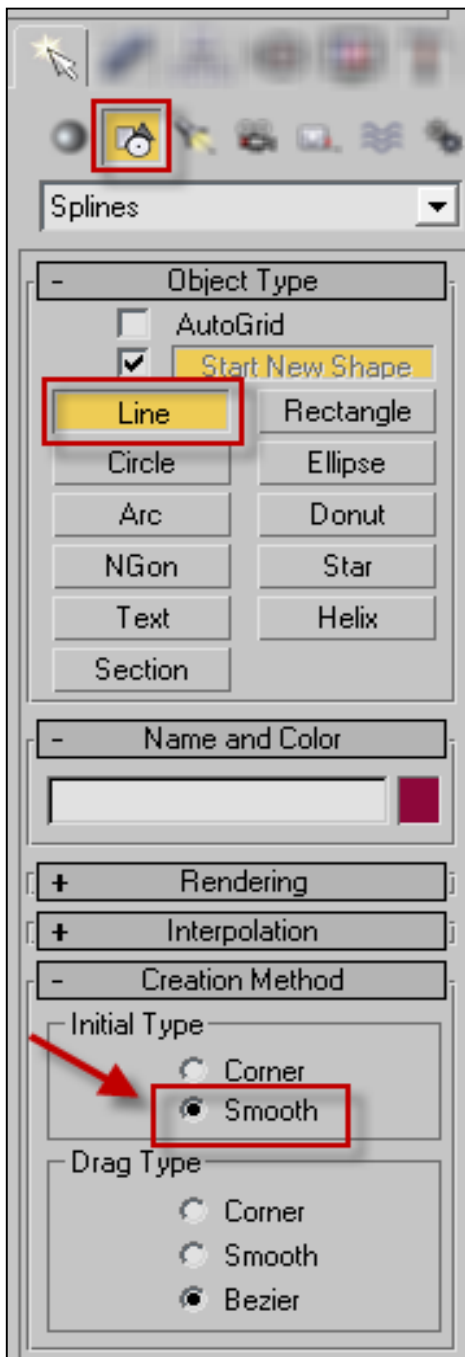 Splines
- Object Type
AutoGrid
Start New Shape
Line Rectangle
Circle Ellipse
Arc Donut
NGon Star
Text Helix
Section
- Name and Color
+ Rendering
+ Interpolation
- Creation Method
Initial Type
Corner
Smooth
Drag Type
Corner
Smooth
Bezier